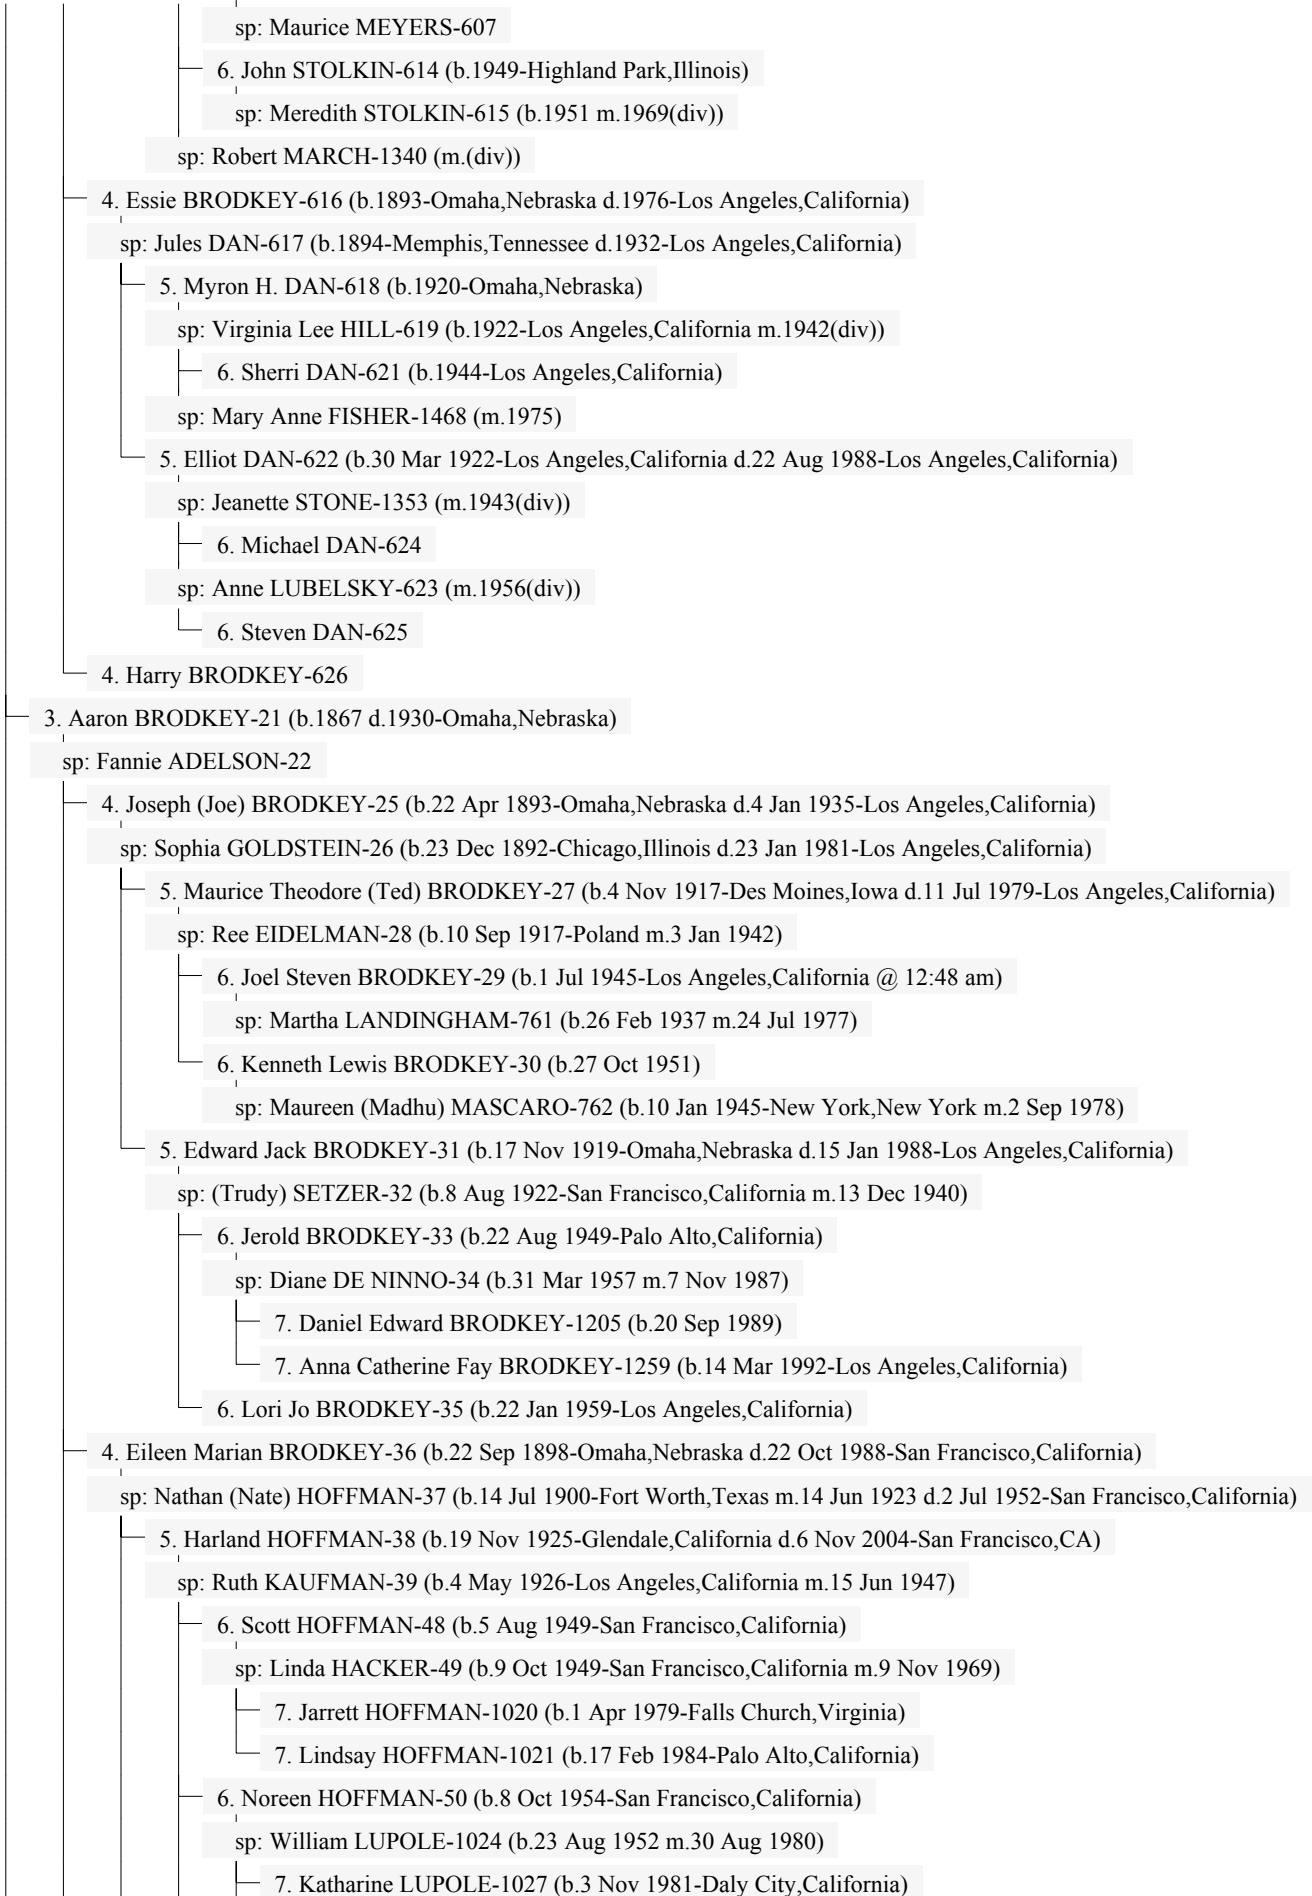 sp: Maurice MEYERS-607
6. John STOLKIN-614 (b.1949-Highland Park,Illinois)
sp: Meredith STOLKIN-615 (b.1951 m.1969(div))
sp: Robert MARCH-1340 (m.(div))
4. Essie BRODKEY-616 (b.1893-Omaha,Nebraska d.1976-Los Angeles,California)
sp: Jules DAN-617 (b.1894-Memphis,Tennessee d.1932-Los Angeles,California)
5. Myron H. DAN-618 (b.1920-Omaha,Nebraska)
sp: Virginia Lee HILL-619 (b.1922-Los Angeles,California m.1942(div))
6. Sherri DAN-621 (b.1944-Los Angeles,California)
sp: Mary Anne FISHER-1468 (m.1975)
5. Elliot DAN-622 (b.30 Mar 1922-Los Angeles,California d.22 Aug 1988-Los Angeles,California)
sp: Jeanette STONE-1353 (m.1943(div))
6. Michael DAN-624
sp: Anne LUBELSKY-623 (m.1956(div))
6. Steven DAN-625
4. Harry BRODKEY-626
3. Aaron BRODKEY-21 (b.1867 d.1930-Omaha,Nebraska)
sp: Fannie ADELSON-22
4. Joseph (Joe) BRODKEY-25 (b.22 Apr 1893-Omaha,Nebraska d.4 Jan 1935-Los Angeles,California)
sp: Sophia GOLDSTEIN-26 (b.23 Dec 1892-Chicago,Illinois d.23 Jan 1981-Los Angeles,California)
5. Maurice Theodore (Ted) BRODKEY-27 (b.4 Nov 1917-Des Moines,Iowa d.11 Jul 1979-Los Angeles,California)
sp: Ree EIDELMAN-28 (b.10 Sep 1917-Poland m.3 Jan 1942)
6. Joel Steven BRODKEY-29 (b.1 Jul 1945-Los Angeles,California @ 12:48 am)
sp: Martha LANDINGHAM-761 (b.26 Feb 1937 m.24 Jul 1977)
6. Kenneth Lewis BRODKEY-30 (b.27 Oct 1951)
sp: Maureen (Madhu) MASCARO-762 (b.10 Jan 1945-New York,New York m.2 Sep 1978)
5. Edward Jack BRODKEY-31 (b.17 Nov 1919-Omaha,Nebraska d.15 Jan 1988-Los Angeles,California)
sp: (Trudy) SETZER-32 (b.8 Aug 1922-San Francisco,California m.13 Dec 1940)
6. Jerold BRODKEY-33 (b.22 Aug 1949-Palo Alto,California)
sp: Diane DE NINNO-34 (b.31 Mar 1957 m.7 Nov 1987)
7. Daniel Edward BRODKEY-1205 (b.20 Sep 1989)
7. Anna Catherine Fay BRODKEY-1259 (b.14 Mar 1992-Los Angeles,California)
6. Lori Jo BRODKEY-35 (b.22 Jan 1959-Los Angeles,California)
4. Eileen Marian BRODKEY-36 (b.22 Sep 1898-Omaha,Nebraska d.22 Oct 1988-San Francisco,California)
sp: Nathan (Nate) HOFFMAN-37 (b.14 Jul 1900-Fort Worth,Texas m.14 Jun 1923 d.2 Jul 1952-San Francisco,California)
5. Harland HOFFMAN-38 (b.19 Nov 1925-Glendale,California d.6 Nov 2004-San Francisco,CA)
sp: Ruth KAUFMAN-39 (b.4 May 1926-Los Angeles,California m.15 Jun 1947)
6. Scott HOFFMAN-48 (b.5 Aug 1949-San Francisco,California)
sp: Linda HACKER-49 (b.9 Oct 1949-San Francisco,California m.9 Nov 1969)
7. Jarrett HOFFMAN-1020 (b.1 Apr 1979-Falls Church,Virginia)
7. Lindsay HOFFMAN-1021 (b.17 Feb 1984-Palo Alto,California)
6. Noreen HOFFMAN-50 (b.8 Oct 1954-San Francisco,California)
sp: William LUPOLE-1024 (b.23 Aug 1952 m.30 Aug 1980)
7. Katharine LUPOLE-1027 (b.3 Nov 1981-Daly City,California)